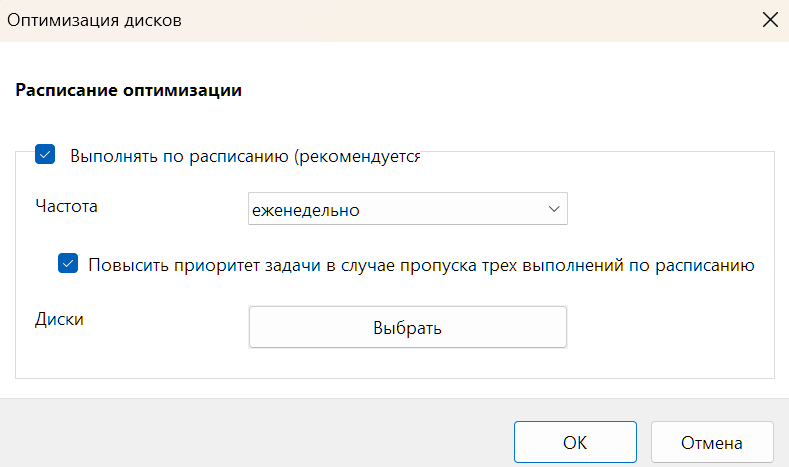 Оптимизация дисков
Расписание оптимизации
Выполнять по расписанию (рекомендуется
Частота
еженедельно
Повысить приоритет задачи в случае пропуска трех выполнений по расписанию
Диски
Выбрать
OK
Отмена